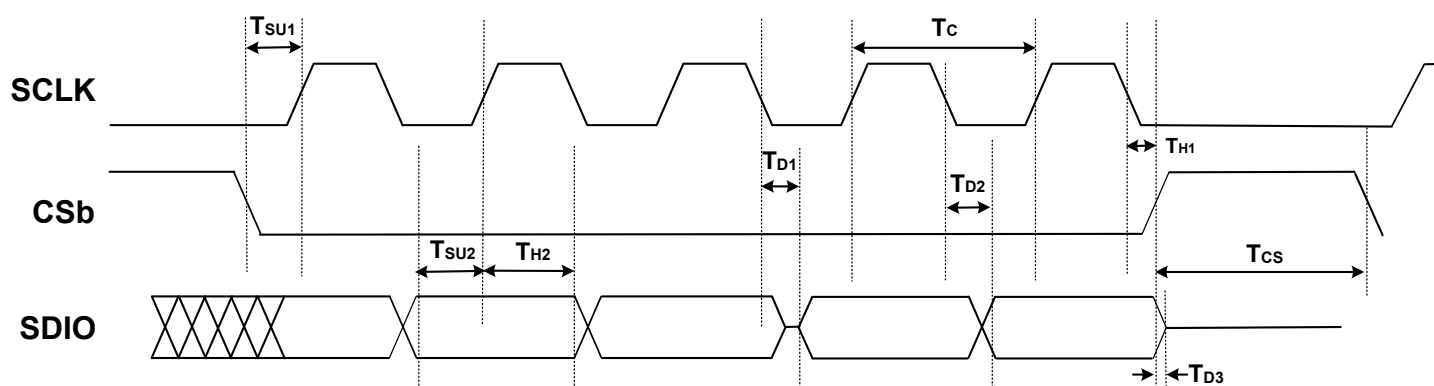 TSU1
TC
SCLK
TH1
TD1
TD2
CSb
TSU2
TH2
TCS
SDIO
TD3